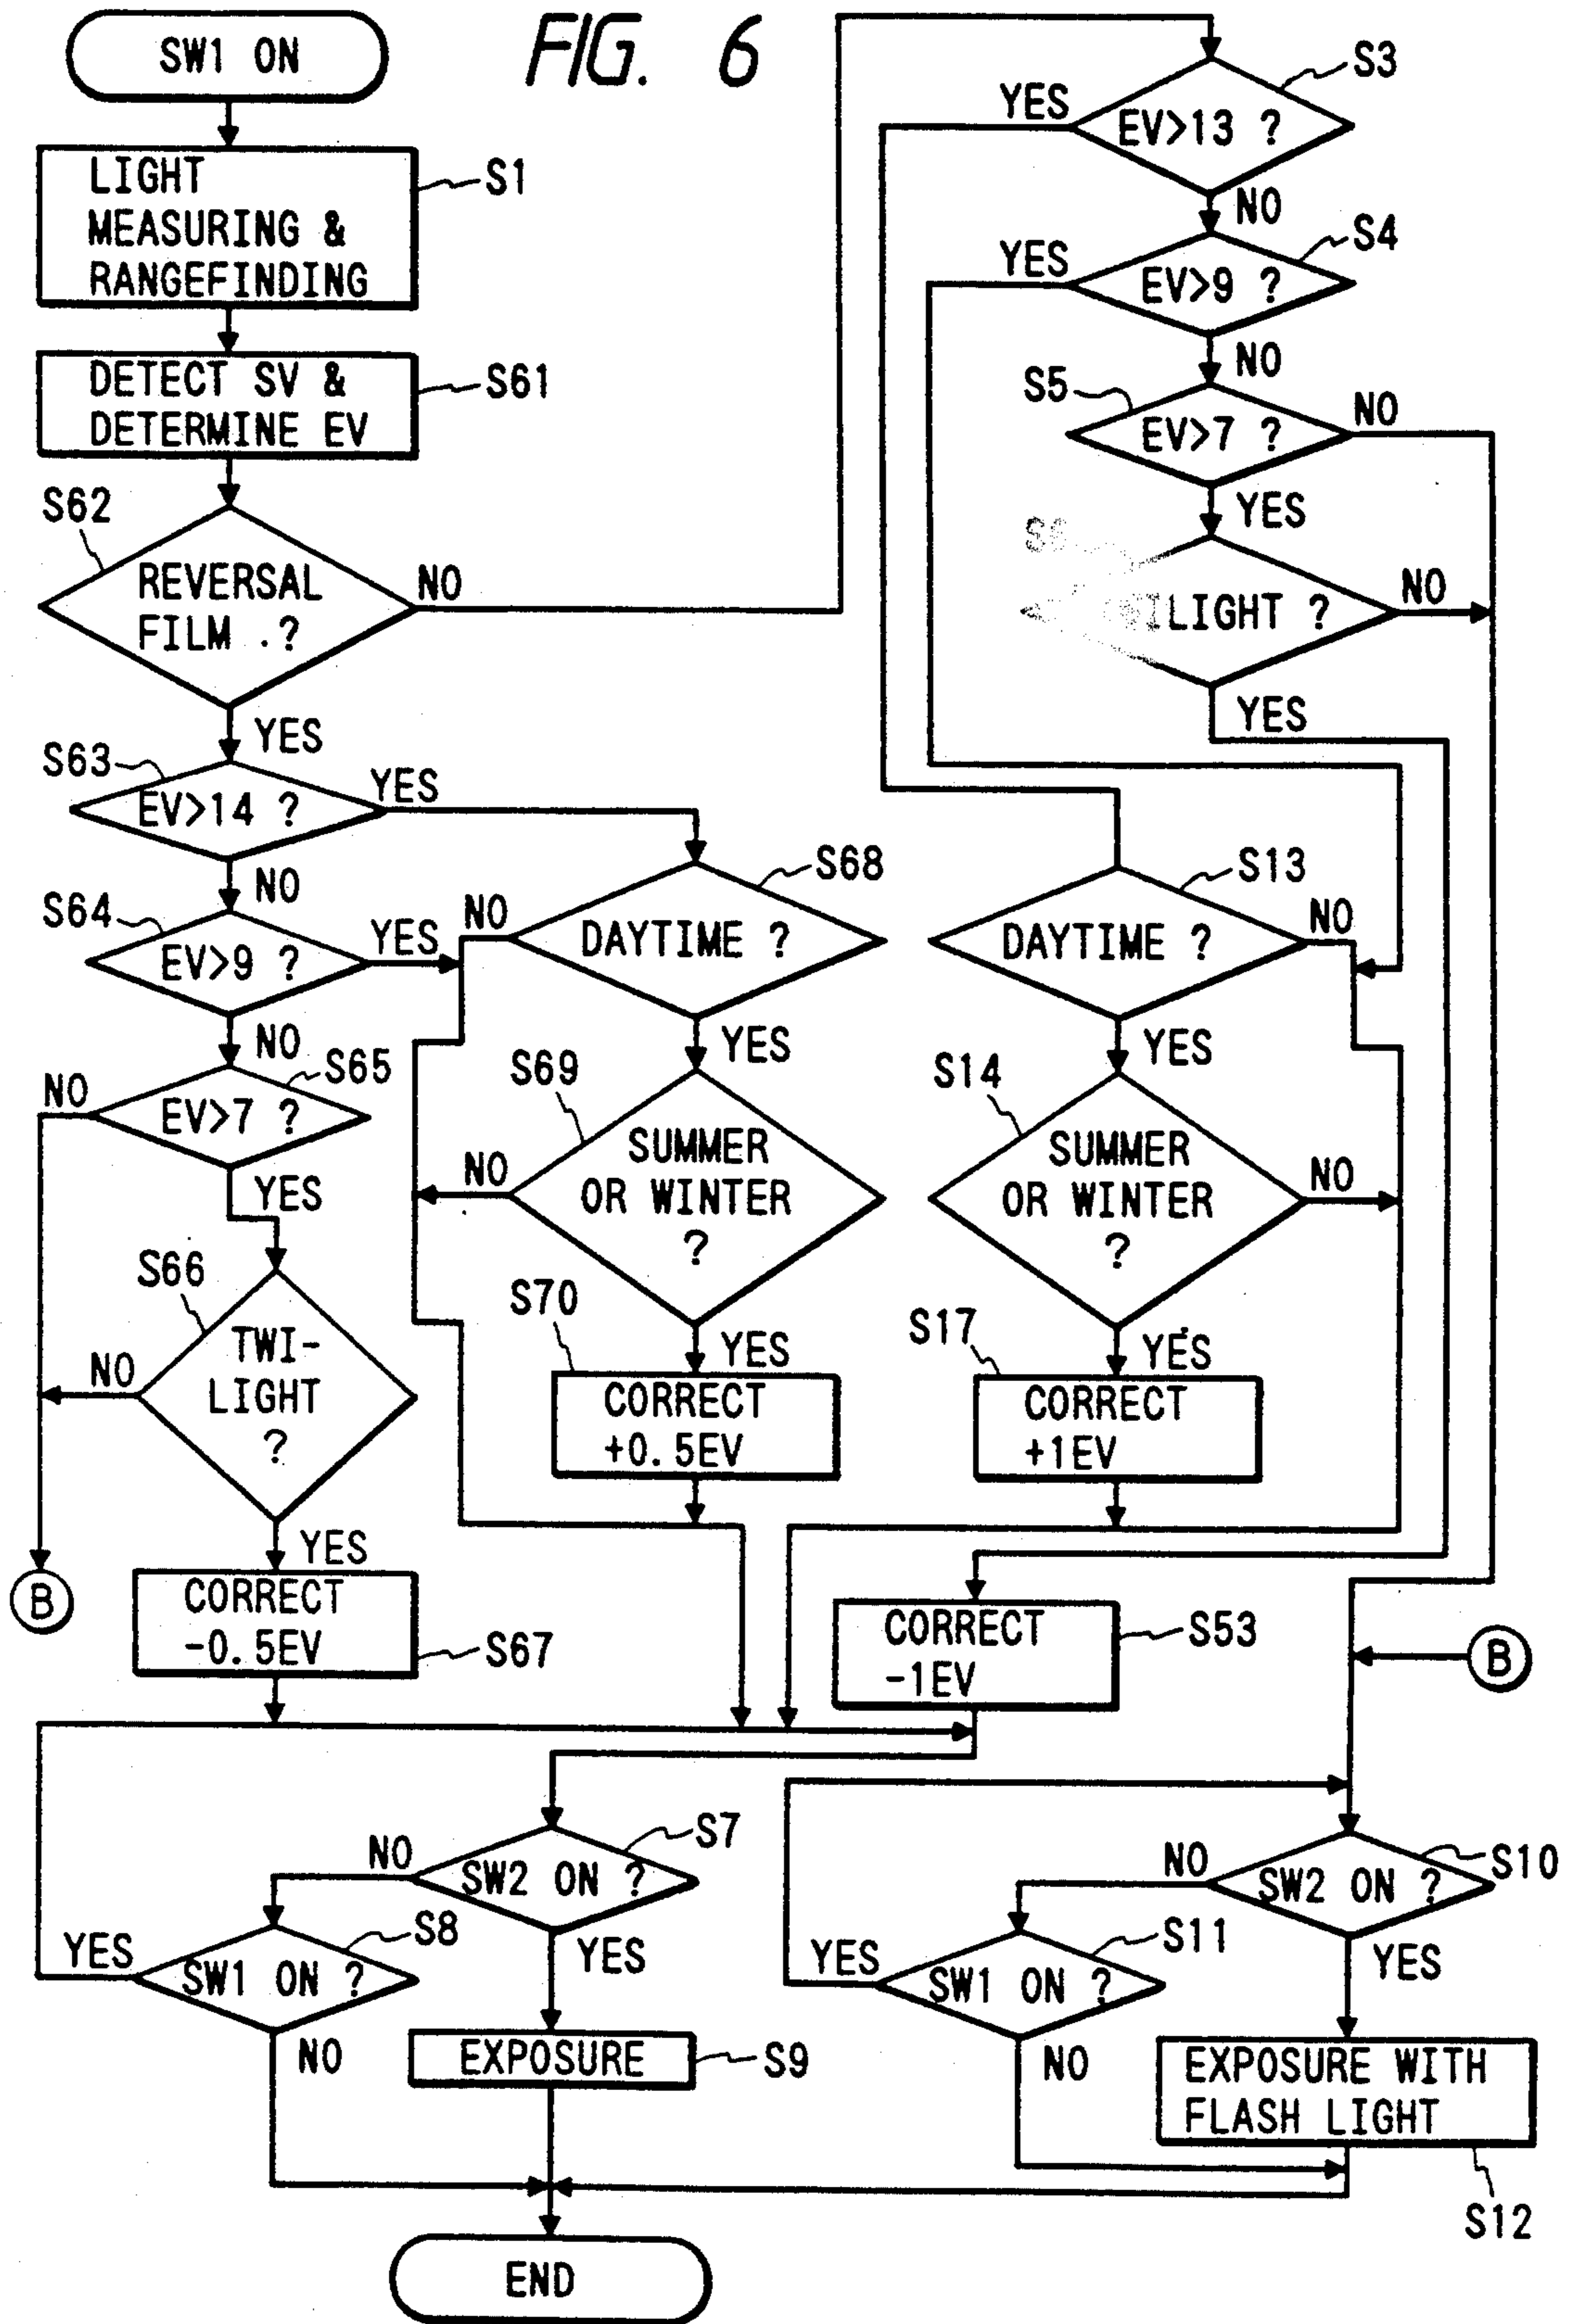 FIG. 6
SW1 ON
LIGHT
MEASURING &
RANGEFINDING
S1
DETECT SV &
DETERMINE EV
S61
S62
REVERSAL
FILM . ?
NO
YES
S63
EV>14 ?
YES
NO
S64
EV>9 ?
YES
NO
S65
EV>7 ?
NO
YES
S66
TWI-
LIGHT
?
NO
YES
B
CORRECT
-0.5EV
S67
S68
DAYTIME ?
NO
YES
S69
SUMMER
OR WINTER
?
NO
YES
S70
CORRECT
+0.5EV
S3
EV>13 ?
YES
NO
S4
EV>9 ?
YES
NO
S5
EV>7 ?
NO
YES
LIGHT ?
NO
YES
S13
DAYTIME ?
NO
YES
S14
SUMMER
OR WINTER
?
NO
YES
S17
CORRECT
+1EV
CORRECT
-1EV
S53
B
S7
SW2 ON ?
NO
YES
S8
SW1 ON ?
YES
NO
EXPOSURE
S9
S10
SW2 ON ?
NO
YES
S11
SW1 ON ?
YES
NO
EXPOSURE WITH
FLASH LIGHT
S12
END